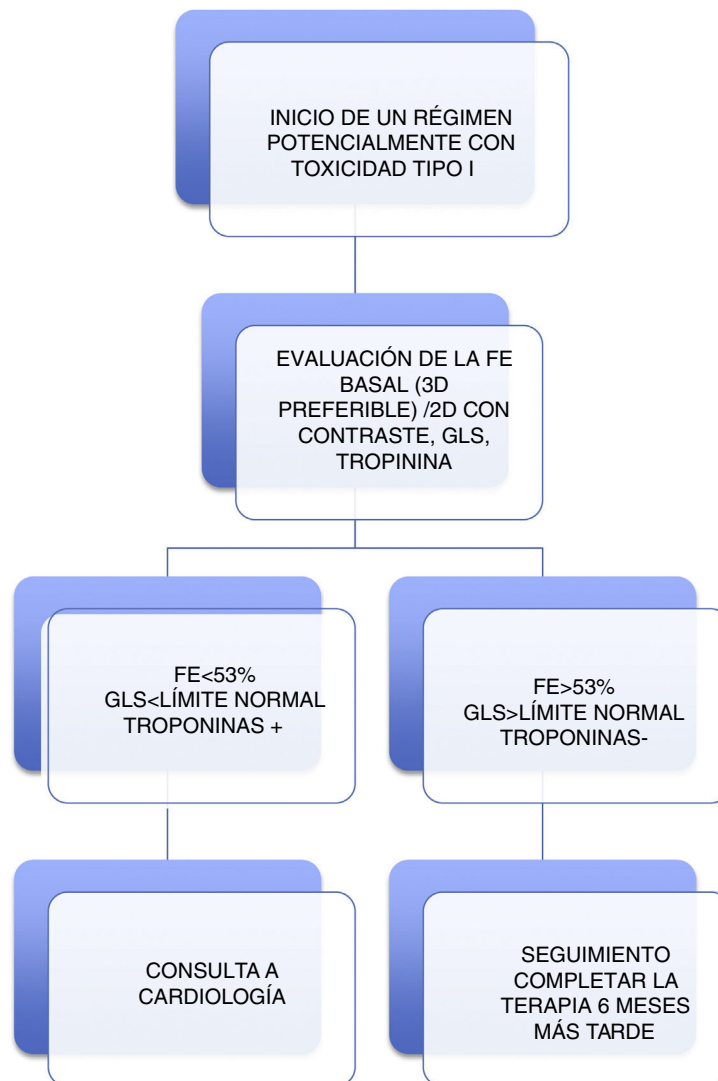 INICIO DE UN RÉGIMEN
POTENCIALMENTE CON
TOXICIDAD TIPO I
EVALUACIÓN DE LA FE
BASAL (3D
PREFERIBLE) /2D CON
CONTRASTE, GLS,
TROPININA
FE<53%
GLS<LÍMITE NORMAL
TROPONINAS +
FE>53%
GLS>LÍMITE NORMAL
TROPONINAS-
CONSULTA A
CARDIOLOGÍA
SEGUIMIENTO
COMPLETAR LA
TERAPIA 6 MESES
MÁS TARDE